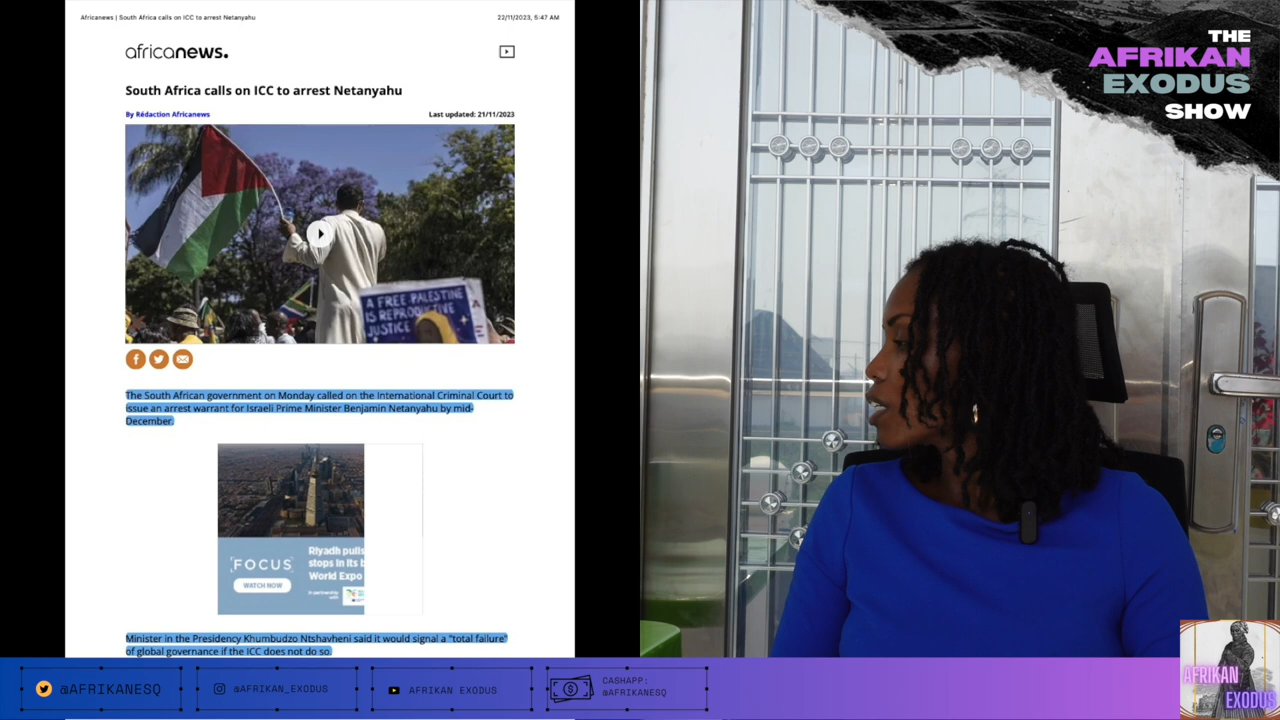 Africanews | South Africa calls on ICC to arrest Netanyahu
22/11/2023, 5:47 AM
africanews.
South Africa calls on ICC to arrest Netanyahu
By Rédaction Africanews
Last updated: 21/11/2023
A FREE PALESTINE
IS REPRODUCTIVE
JUSTICE
The South African government on Monday called on the International Criminal Court to
issue an arrest warrant for Israeli Prime Minister Benjamin Netanyahu by mid-
December.
FOCUS
WATCH NOW
Riyadh pulls
stops in its b
World Expo
In partnership
with
Minister in the Presidency Khumbudzo Ntshavheni said it would signal a "total failure"
of global governance if the ICC does not do so.
THE
AFRIKAN
EXODUS
SHOW
@AFRIKANESQ
@AFRIKAN_EXODUS
AFRIKAN EXODUS
CASHAPP:
@AFRIKANESQ
AFRIKAN
EXODUS